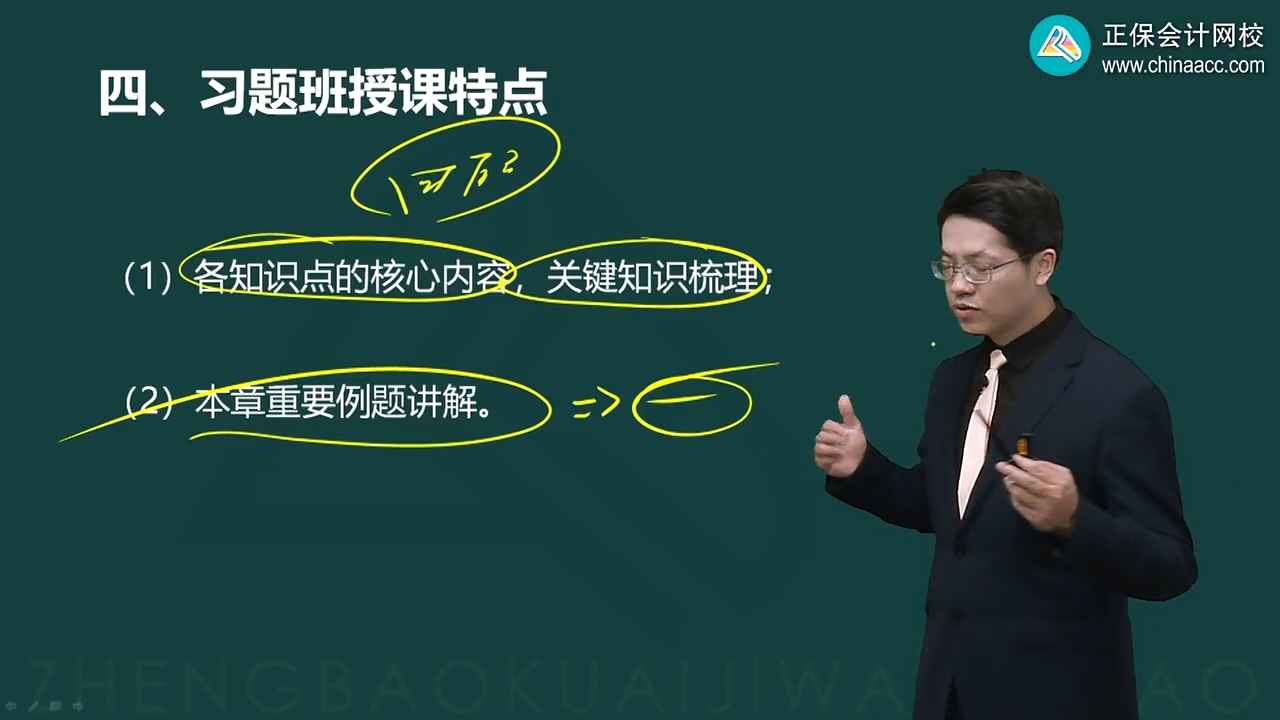 正保会计网校
www.chinaacc.com
四、习题班授课特点
（1）各知识点的核心内容，关键知识梳理；
（2）本章重要例题讲解。